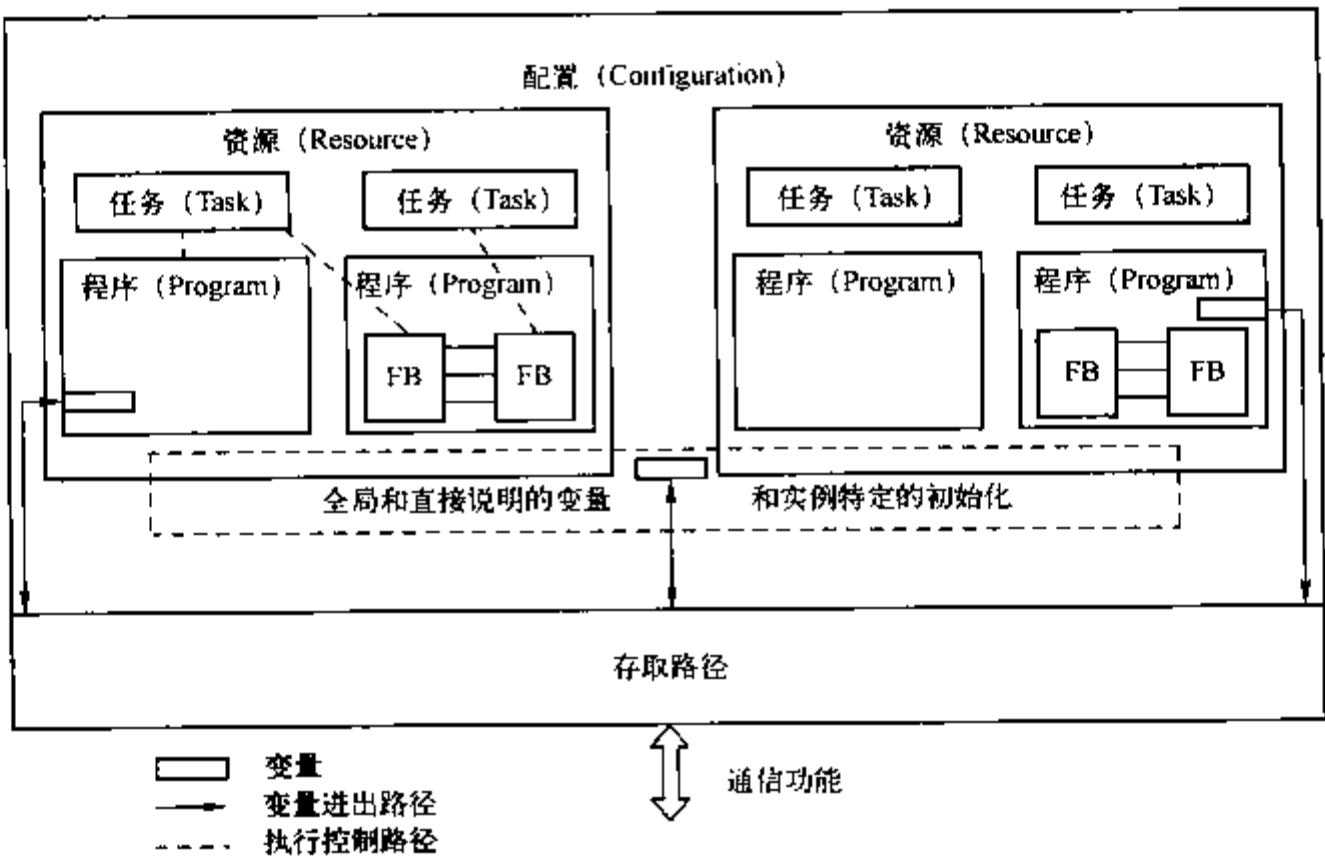 配置（Configuration）
资源（Resource）
资源（Resource）
任务（Task）
任务（Task）
任务（Task）
任务（Task）
程序（Program）
程序（Program）
程序（Program）
程序（Program）
FB
FB
FB
FB
全局和直接说明的变量
和实例特定的初始化
存取路径
通信功能
变量
变量进出路径
执行控制路径